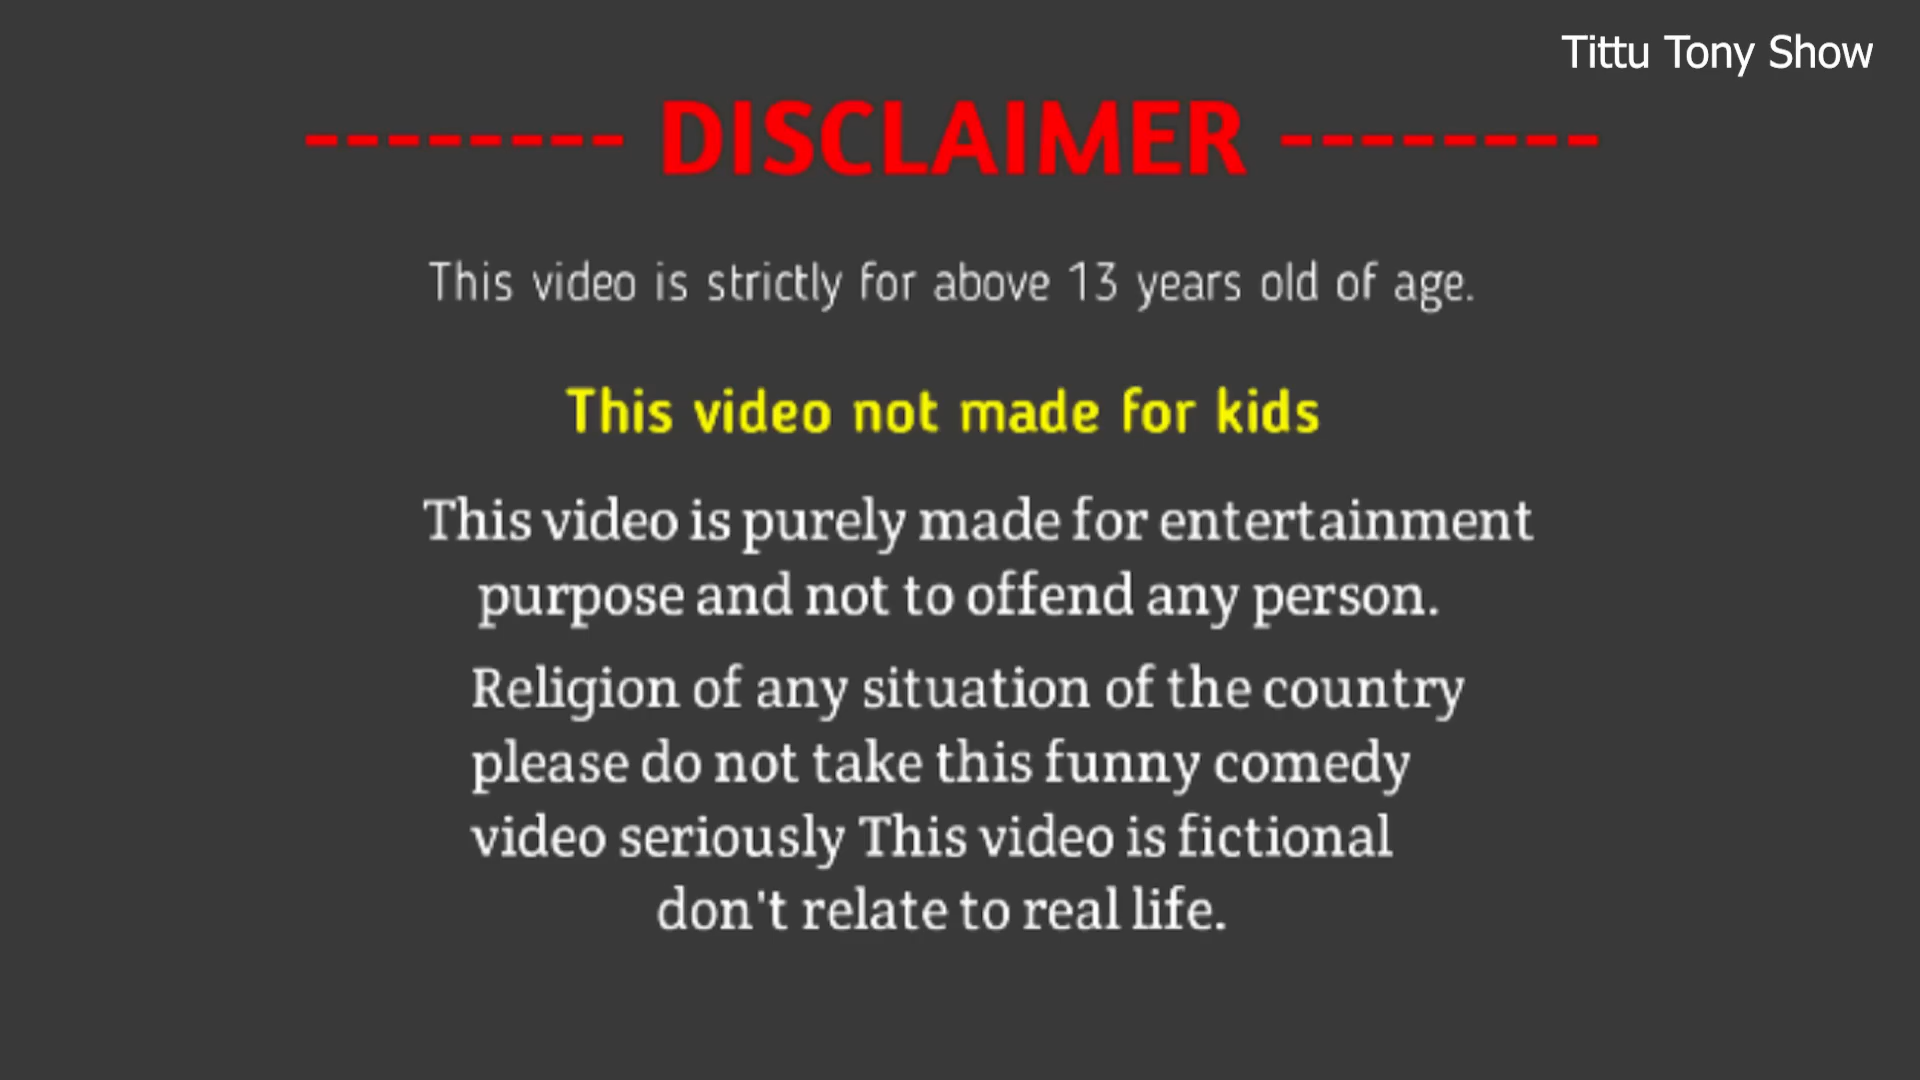 Tittu Tony Show
-------- DISCLAIMER --------
This video is strictly for above 13 years old of age.
This video not made for kids
This video is purely made for entertainment
purpose and not to offend any person.
Religion of any situation of the country
please do not take this funny comedy
video seriously This video is fictional
don't relate to real life.